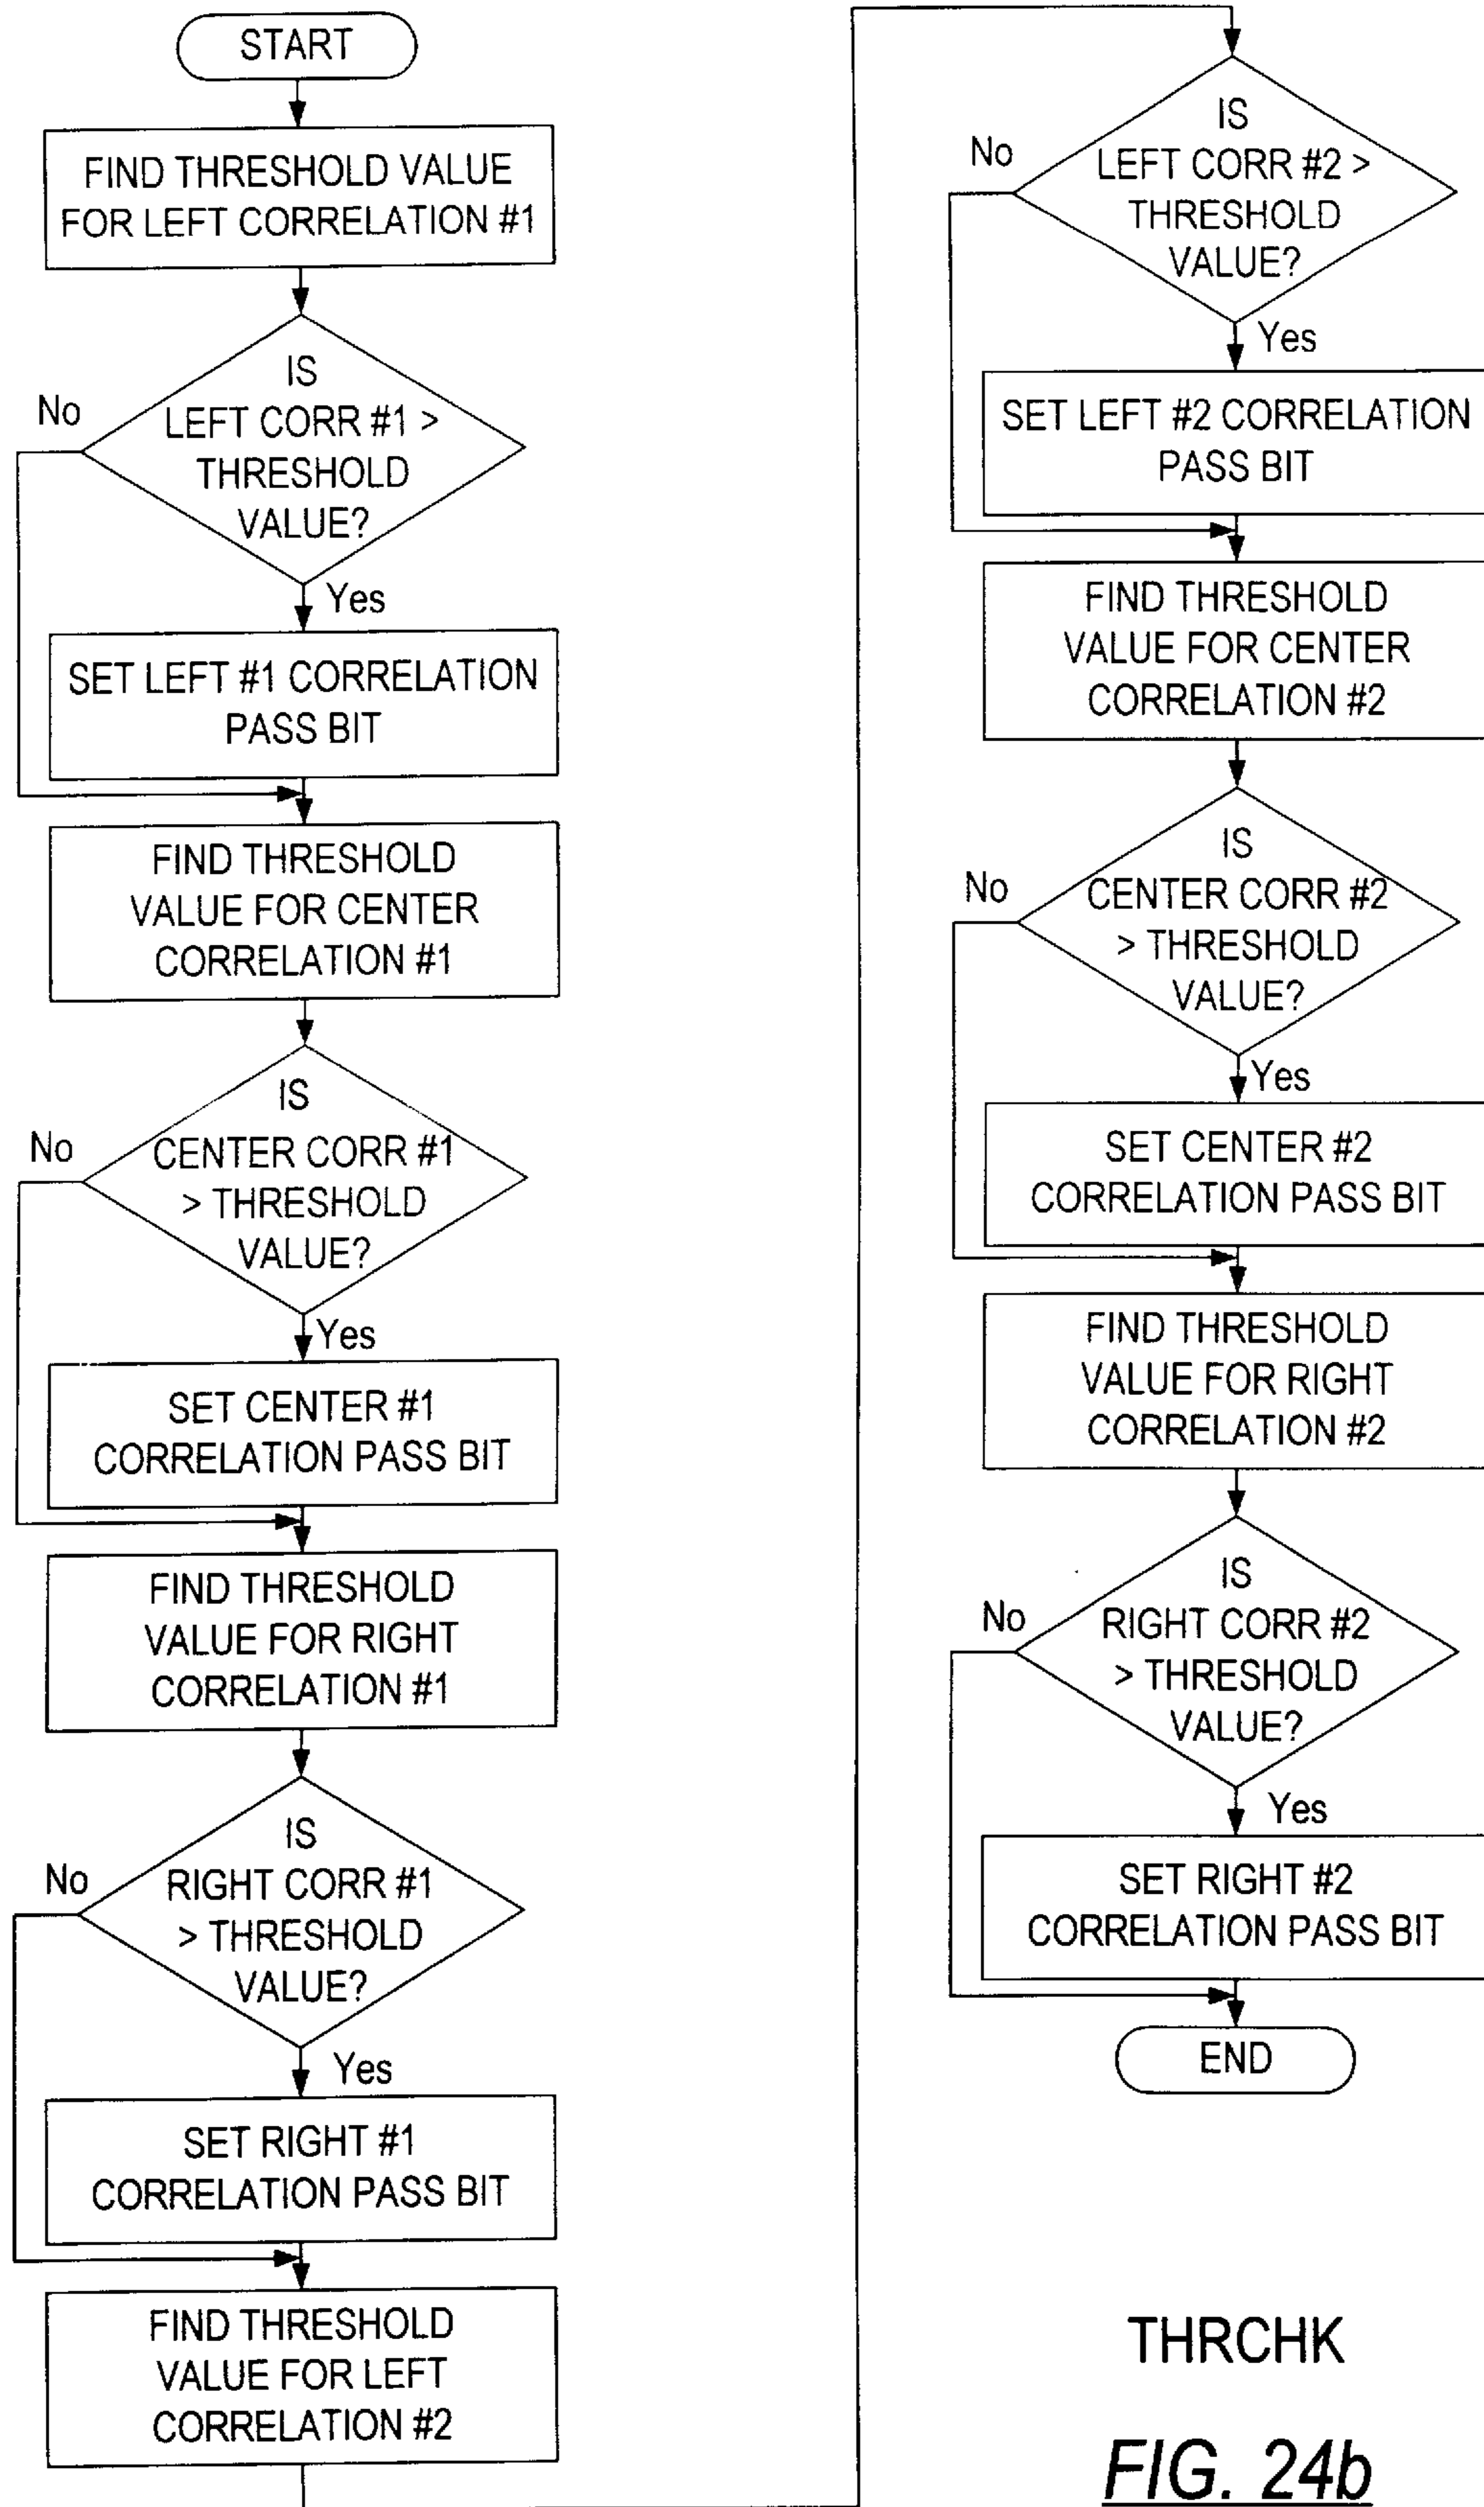 START
FIND THRESHOLD VALUE
FOR LEFT CORRELATION #1
IS
LEFT CORR #1 >
THRESHOLD
VALUE?
No
Yes
SET LEFT #1 CORRELATION
PASS BIT
FIND THRESHOLD
VALUE FOR CENTER
CORRELATION #1
IS
CENTER CORR #1
> THRESHOLD
VALUE?
No
Yes
SET CENTER #1
CORRELATION PASS BIT
FIND THRESHOLD
VALUE FOR RIGHT
CORRELATION #1
IS
RIGHT CORR #1
> THRESHOLD
VALUE?
No
Yes
SET RIGHT #1
CORRELATION PASS BIT
FIND THRESHOLD
VALUE FOR LEFT
CORRELATION #2
IS
LEFT CORR #2 >
THRESHOLD
VALUE?
No
Yes
SET LEFT #2 CORRELATION
PASS BIT
FIND THRESHOLD
VALUE FOR CENTER
CORRELATION #2
IS
CENTER CORR #2
> THRESHOLD
VALUE?
No
Yes
SET CENTER #2
CORRELATION PASS BIT
FIND THRESHOLD
VALUE FOR RIGHT
CORRELATION #2
IS
RIGHT CORR #2
> THRESHOLD
VALUE?
No
Yes
SET RIGHT #2
CORRELATION PASS BIT
END
THRCHK
FIG. 24b